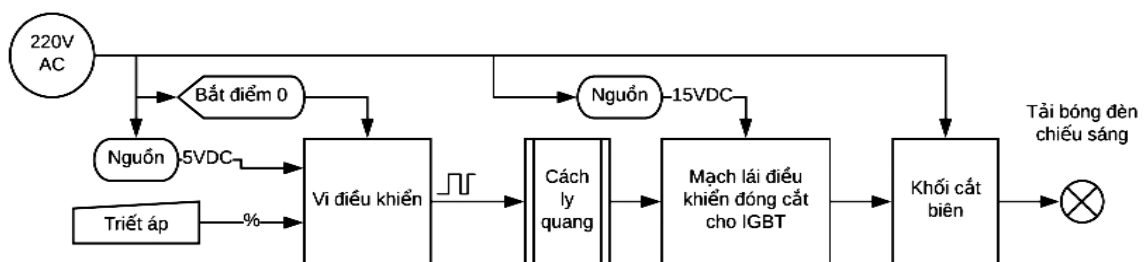 220V
AC
Bắt điểm 0
Nguồn
15VDC
Tải bóng đèn
chiếu sáng
Nguồn
5VDC
Vi điều khiển
Cách
ly
quang
Mạch lái điều
khiển đóng cắt
cho IGBT
Khối cắt
biên
Triết áp
%